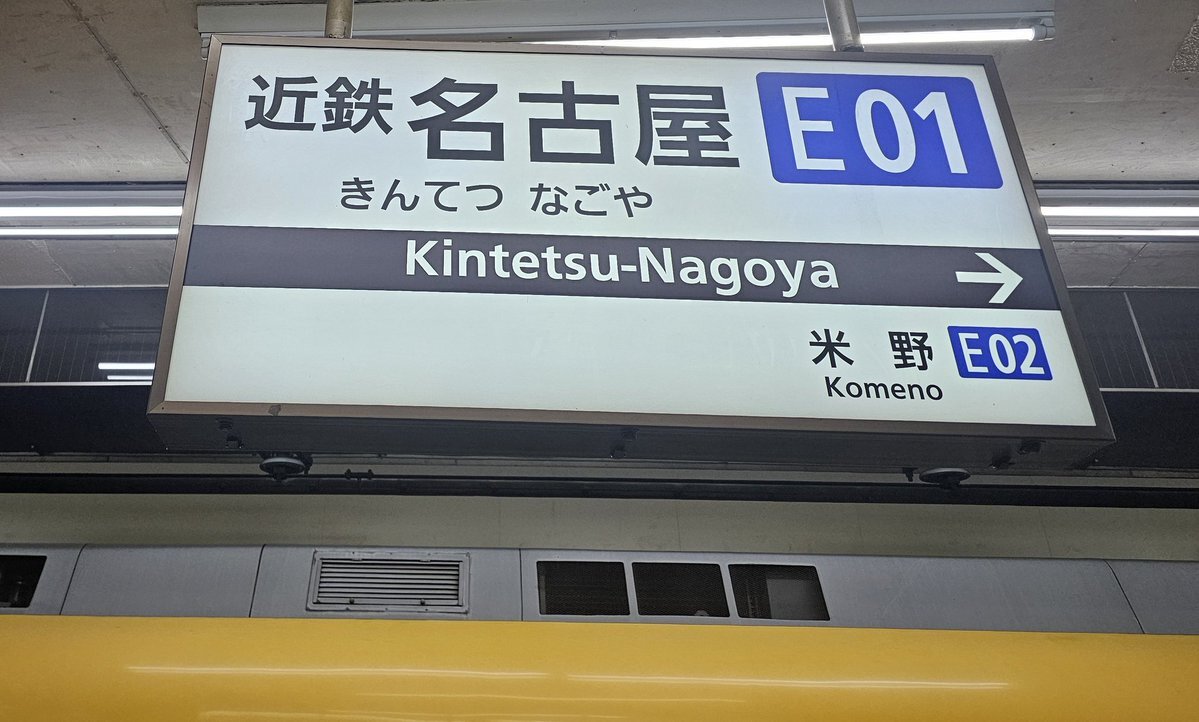 近鉄名古屋 E01
きんてつ なごや
Kintetsu-Nagoya →
米野 E02
Komeno